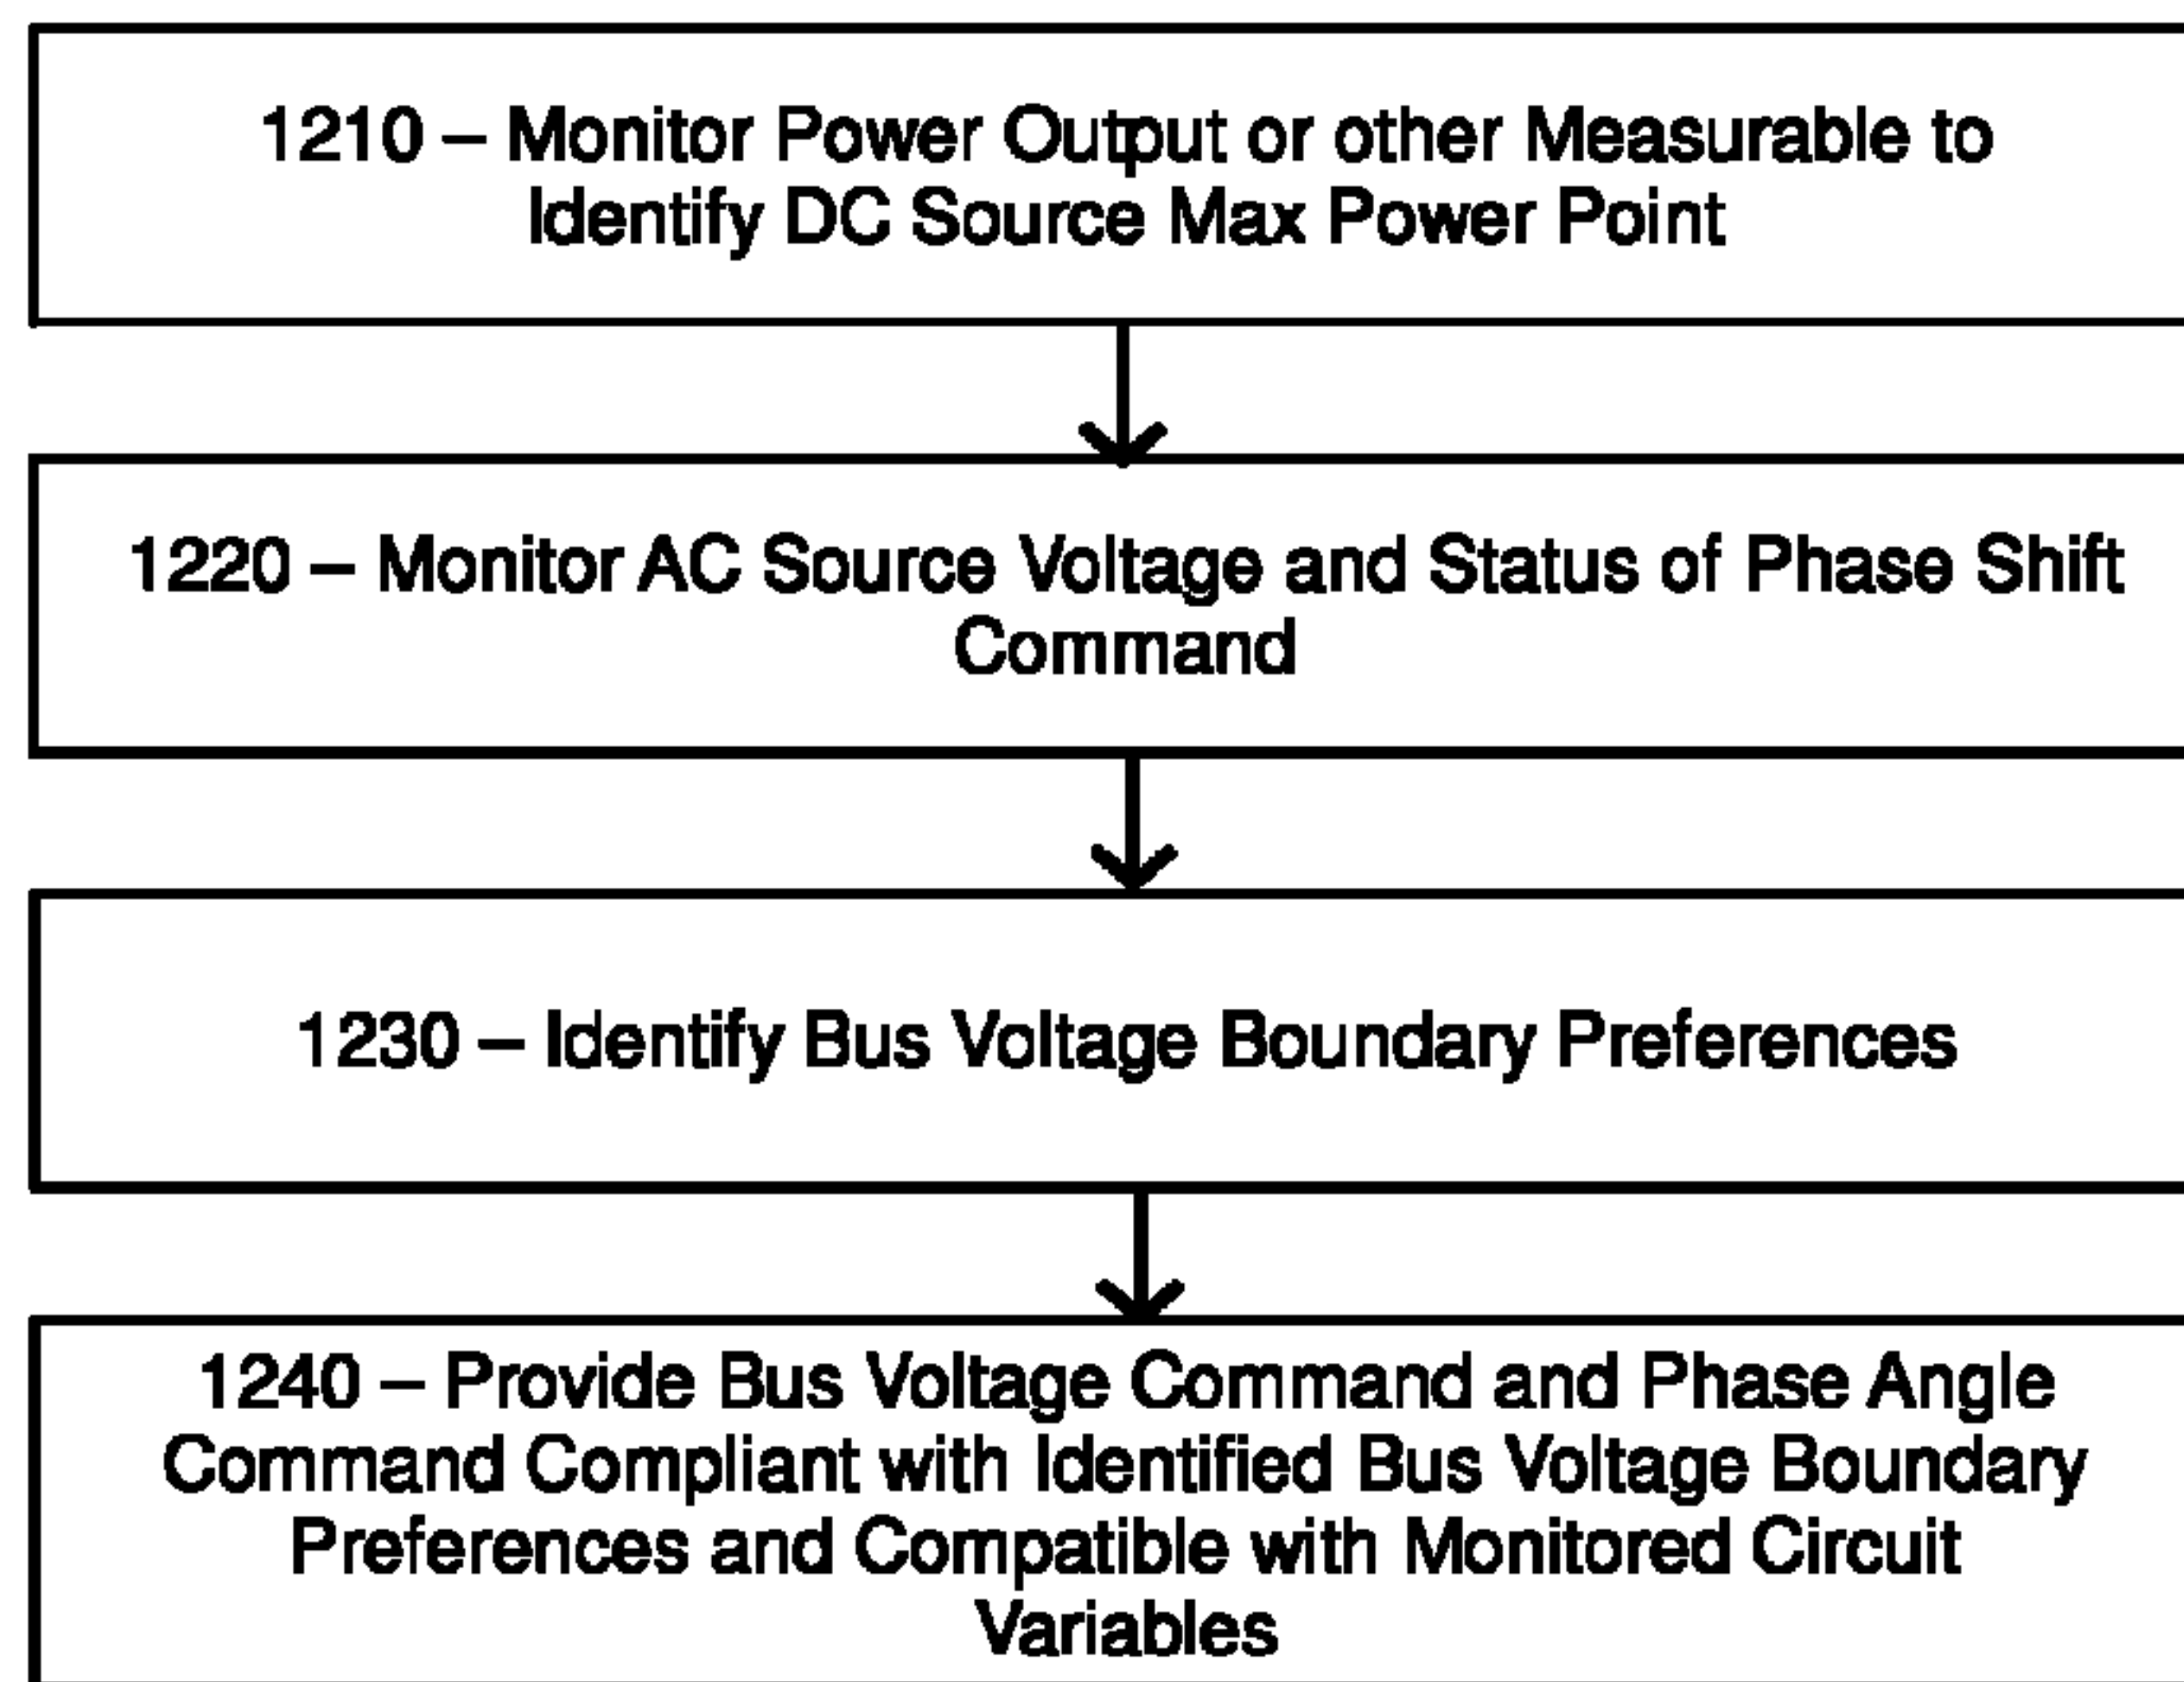 1210 – Monitor Power Output or other Measurable to
Identify DC Source Max Power Point
1220 – Monitor AC Source Voltage and Status of Phase Shift
Command
1230 – Identify Bus Voltage Boundary Preferences
1240 – Provide Bus Voltage Command and Phase Angle
Command Compliant with Identified Bus Voltage Boundary
Preferences and Compatible with Monitored Circuit
Variables